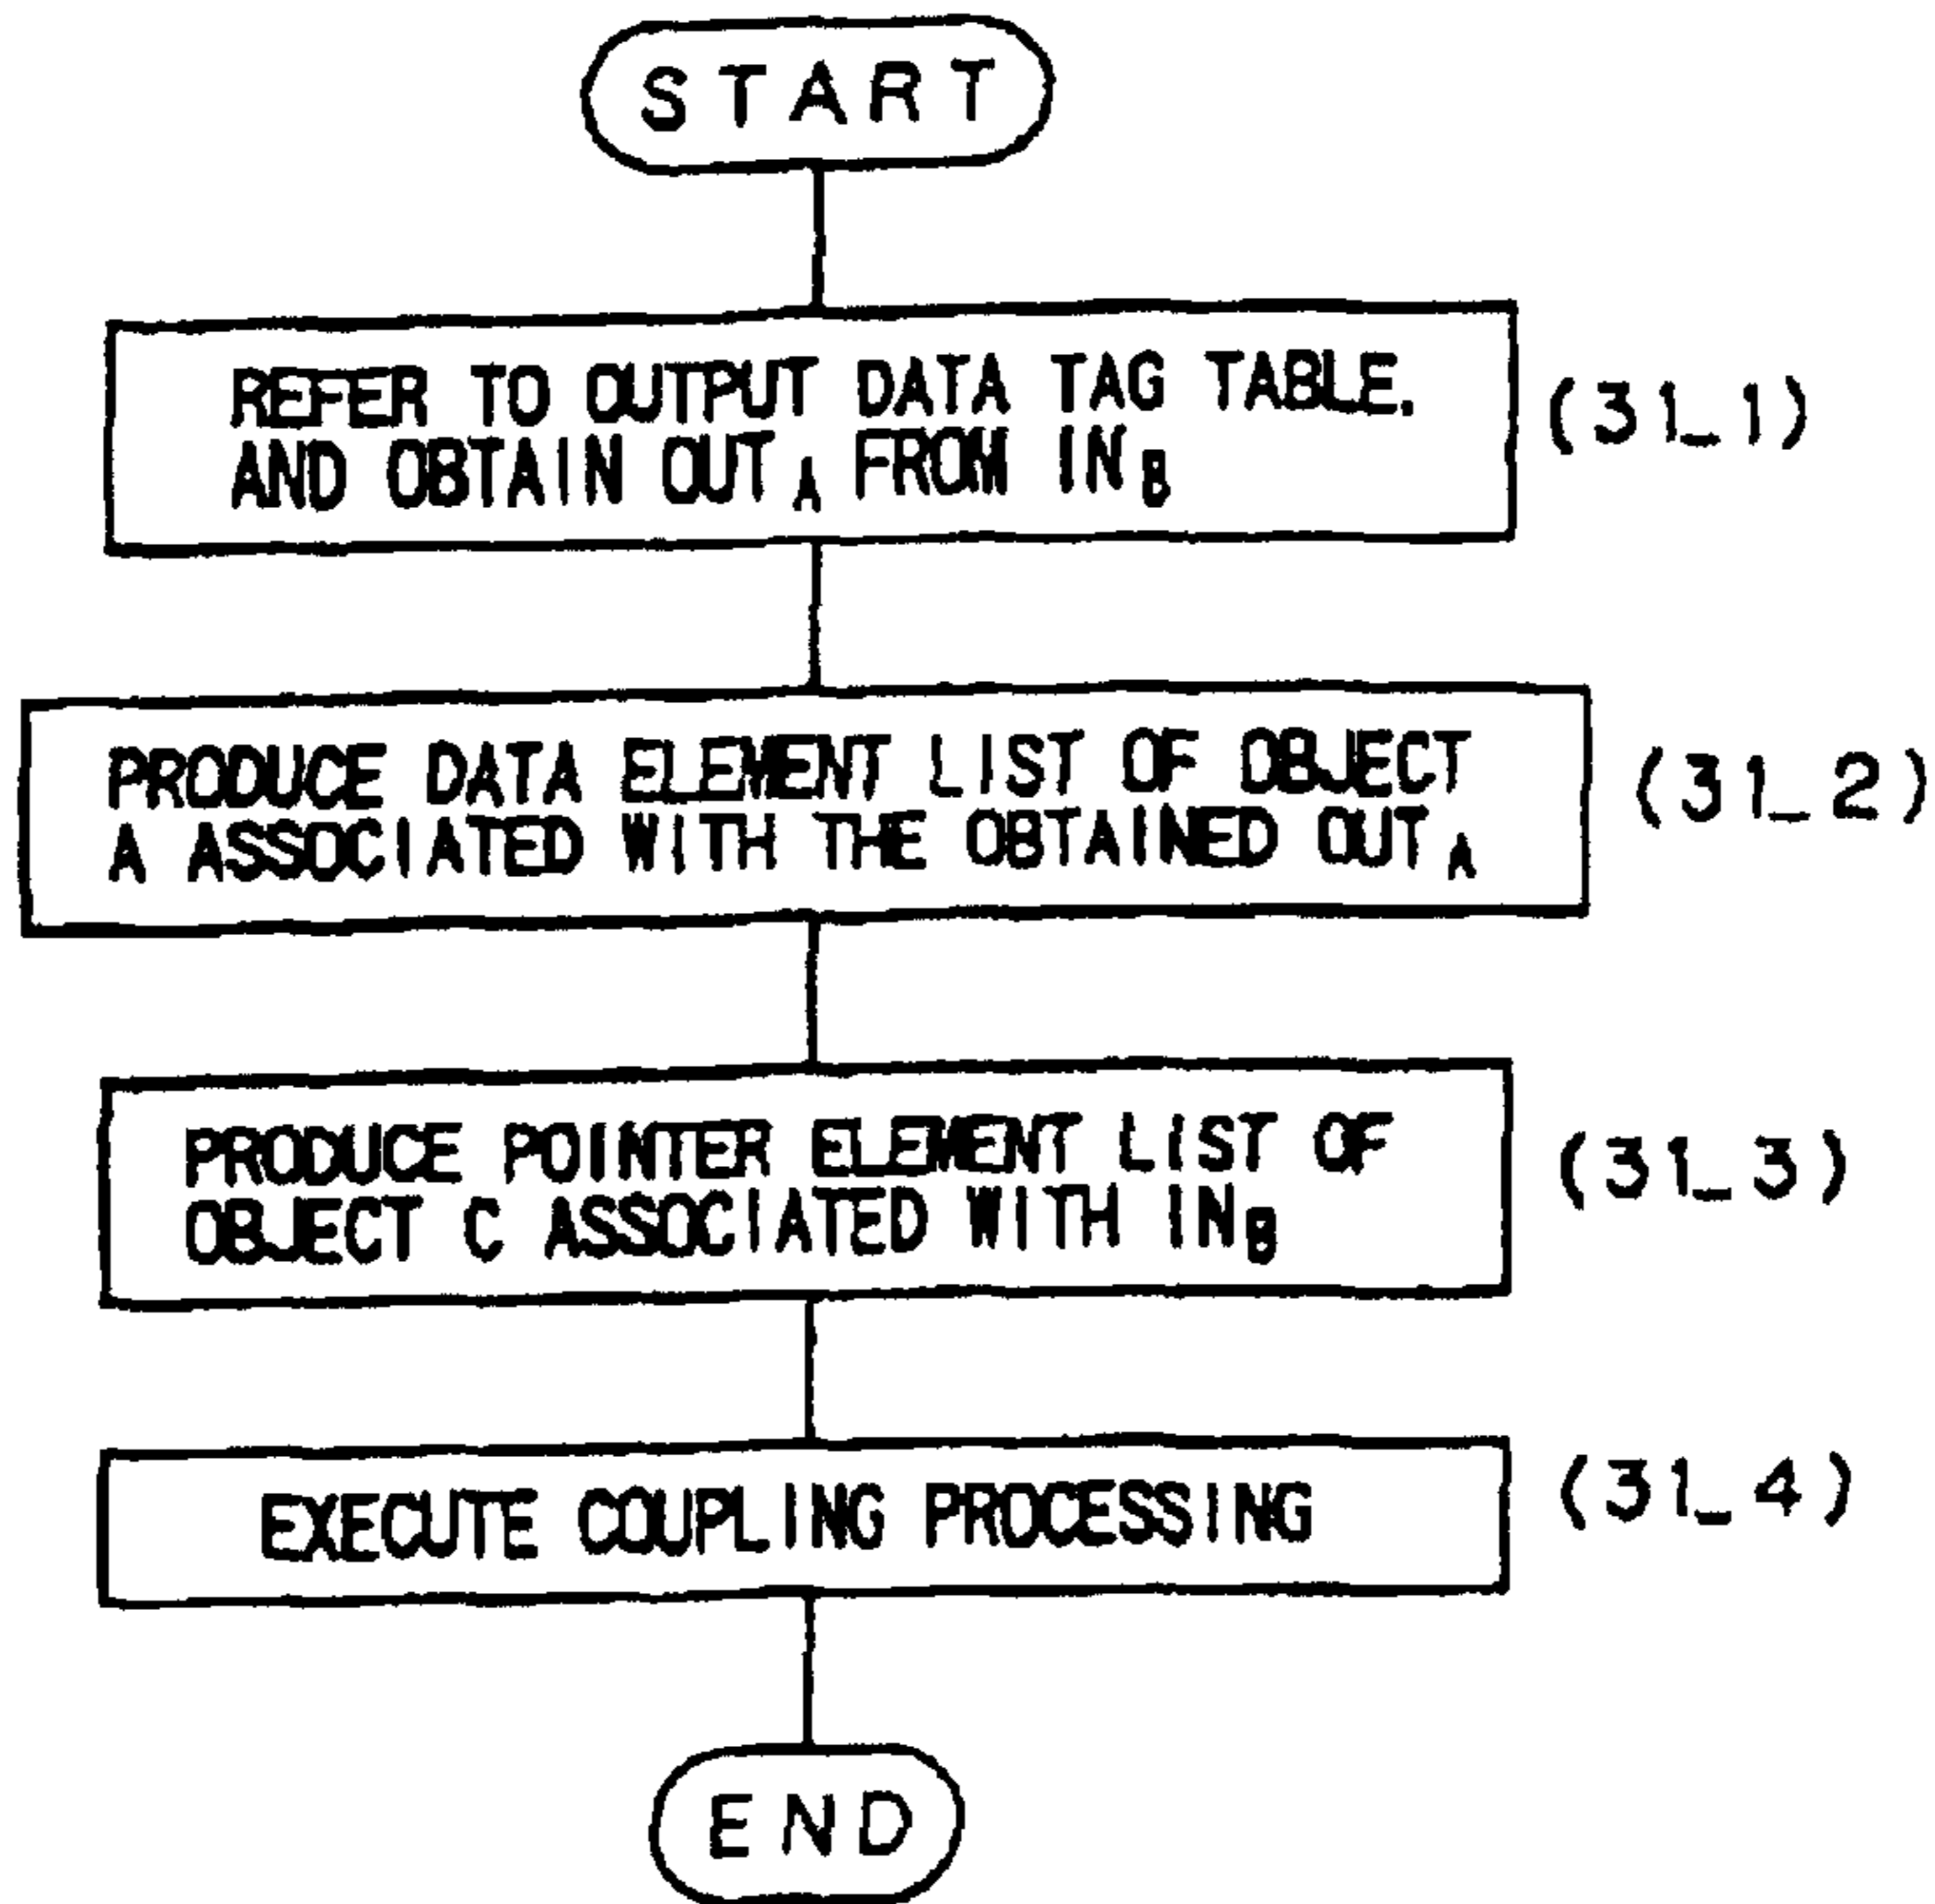 START
REFER TO OUTPUT DATA TAG TABLE.
AND OBTAIN OUT A FROM IN B
(31_1)
PRODUCE DATA ELEMENT LIST OF OBJECT
A ASSOCIATED WITH THE OBTAINED OUT A
(31_2)
PRODUCE POINTER ELEMENT LIST OF
OBJECT C ASSOCIATED WITH IN B
(31_3)
EXECUTE COUPLING PROCESSING
(31_4)
END